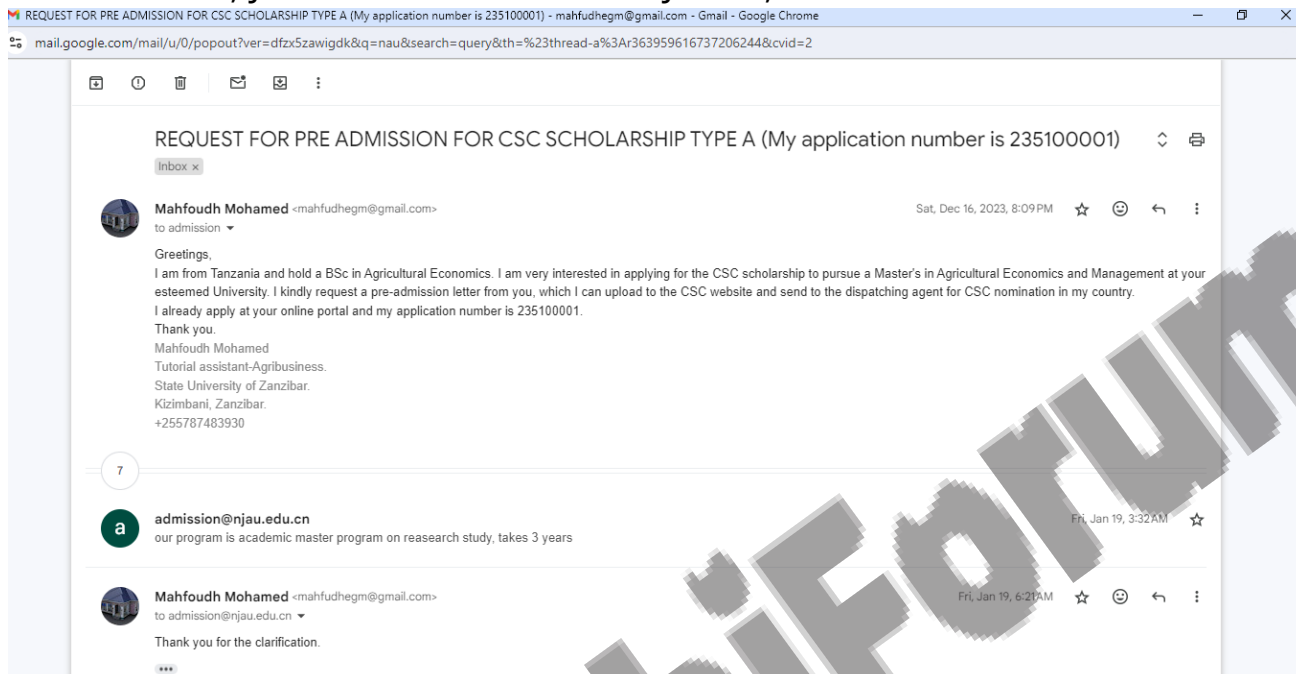 REQUEST FOR PRE ADMISSION FOR CSC SCHOLARSHIP TYPE A (My application number is 235100001) - mahfudhegm@gmail.com - Gmail - Google Chrome
mail.google.com/mail/u/0/popout?ver=dfzx5zawigdk&q=nau&search=query&th=%23thread-a%3Ar363959616737206244&cvid=2
REQUEST FOR PRE ADMISSION FOR CSC SCHOLARSHIP TYPE A (My application number is 235100001)
Inbox x
Mahfoudh Mohamed <mahfudhegm@gmail.com> Sat, Dec 16, 2023, 8:09 PM
to admission
Greetings,
I am from Tanzania and hold a BSc in Agricultural Economics. I am very interested in applying for the CSC scholarship to pursue a Master's in Agricultural Economics and Management at your
esteemed University. I kindly request a pre-admission letter from you, which I can upload to the CSC website and send to the dispatching agent for CSC nomination in my country.
I already apply at your online portal and my application number is 235100001.
Thank you.
Mahfoudh Mohamed
Tutorial assistant-Agribusiness.
State University of Zanzibar.
Kizimbani, Zanzibar.
+255787483930
7
a
admission@njau.edu.cn Fri, Jan 19, 3:32 AM
our program is academic master program on reasearch study, takes 3 years
Mahfoudh Mohamed <mahfudhegm@gmail.com> Fri, Jan 19, 6:21 AM
to admission@njau.edu.cn
Thank you for the clarification.